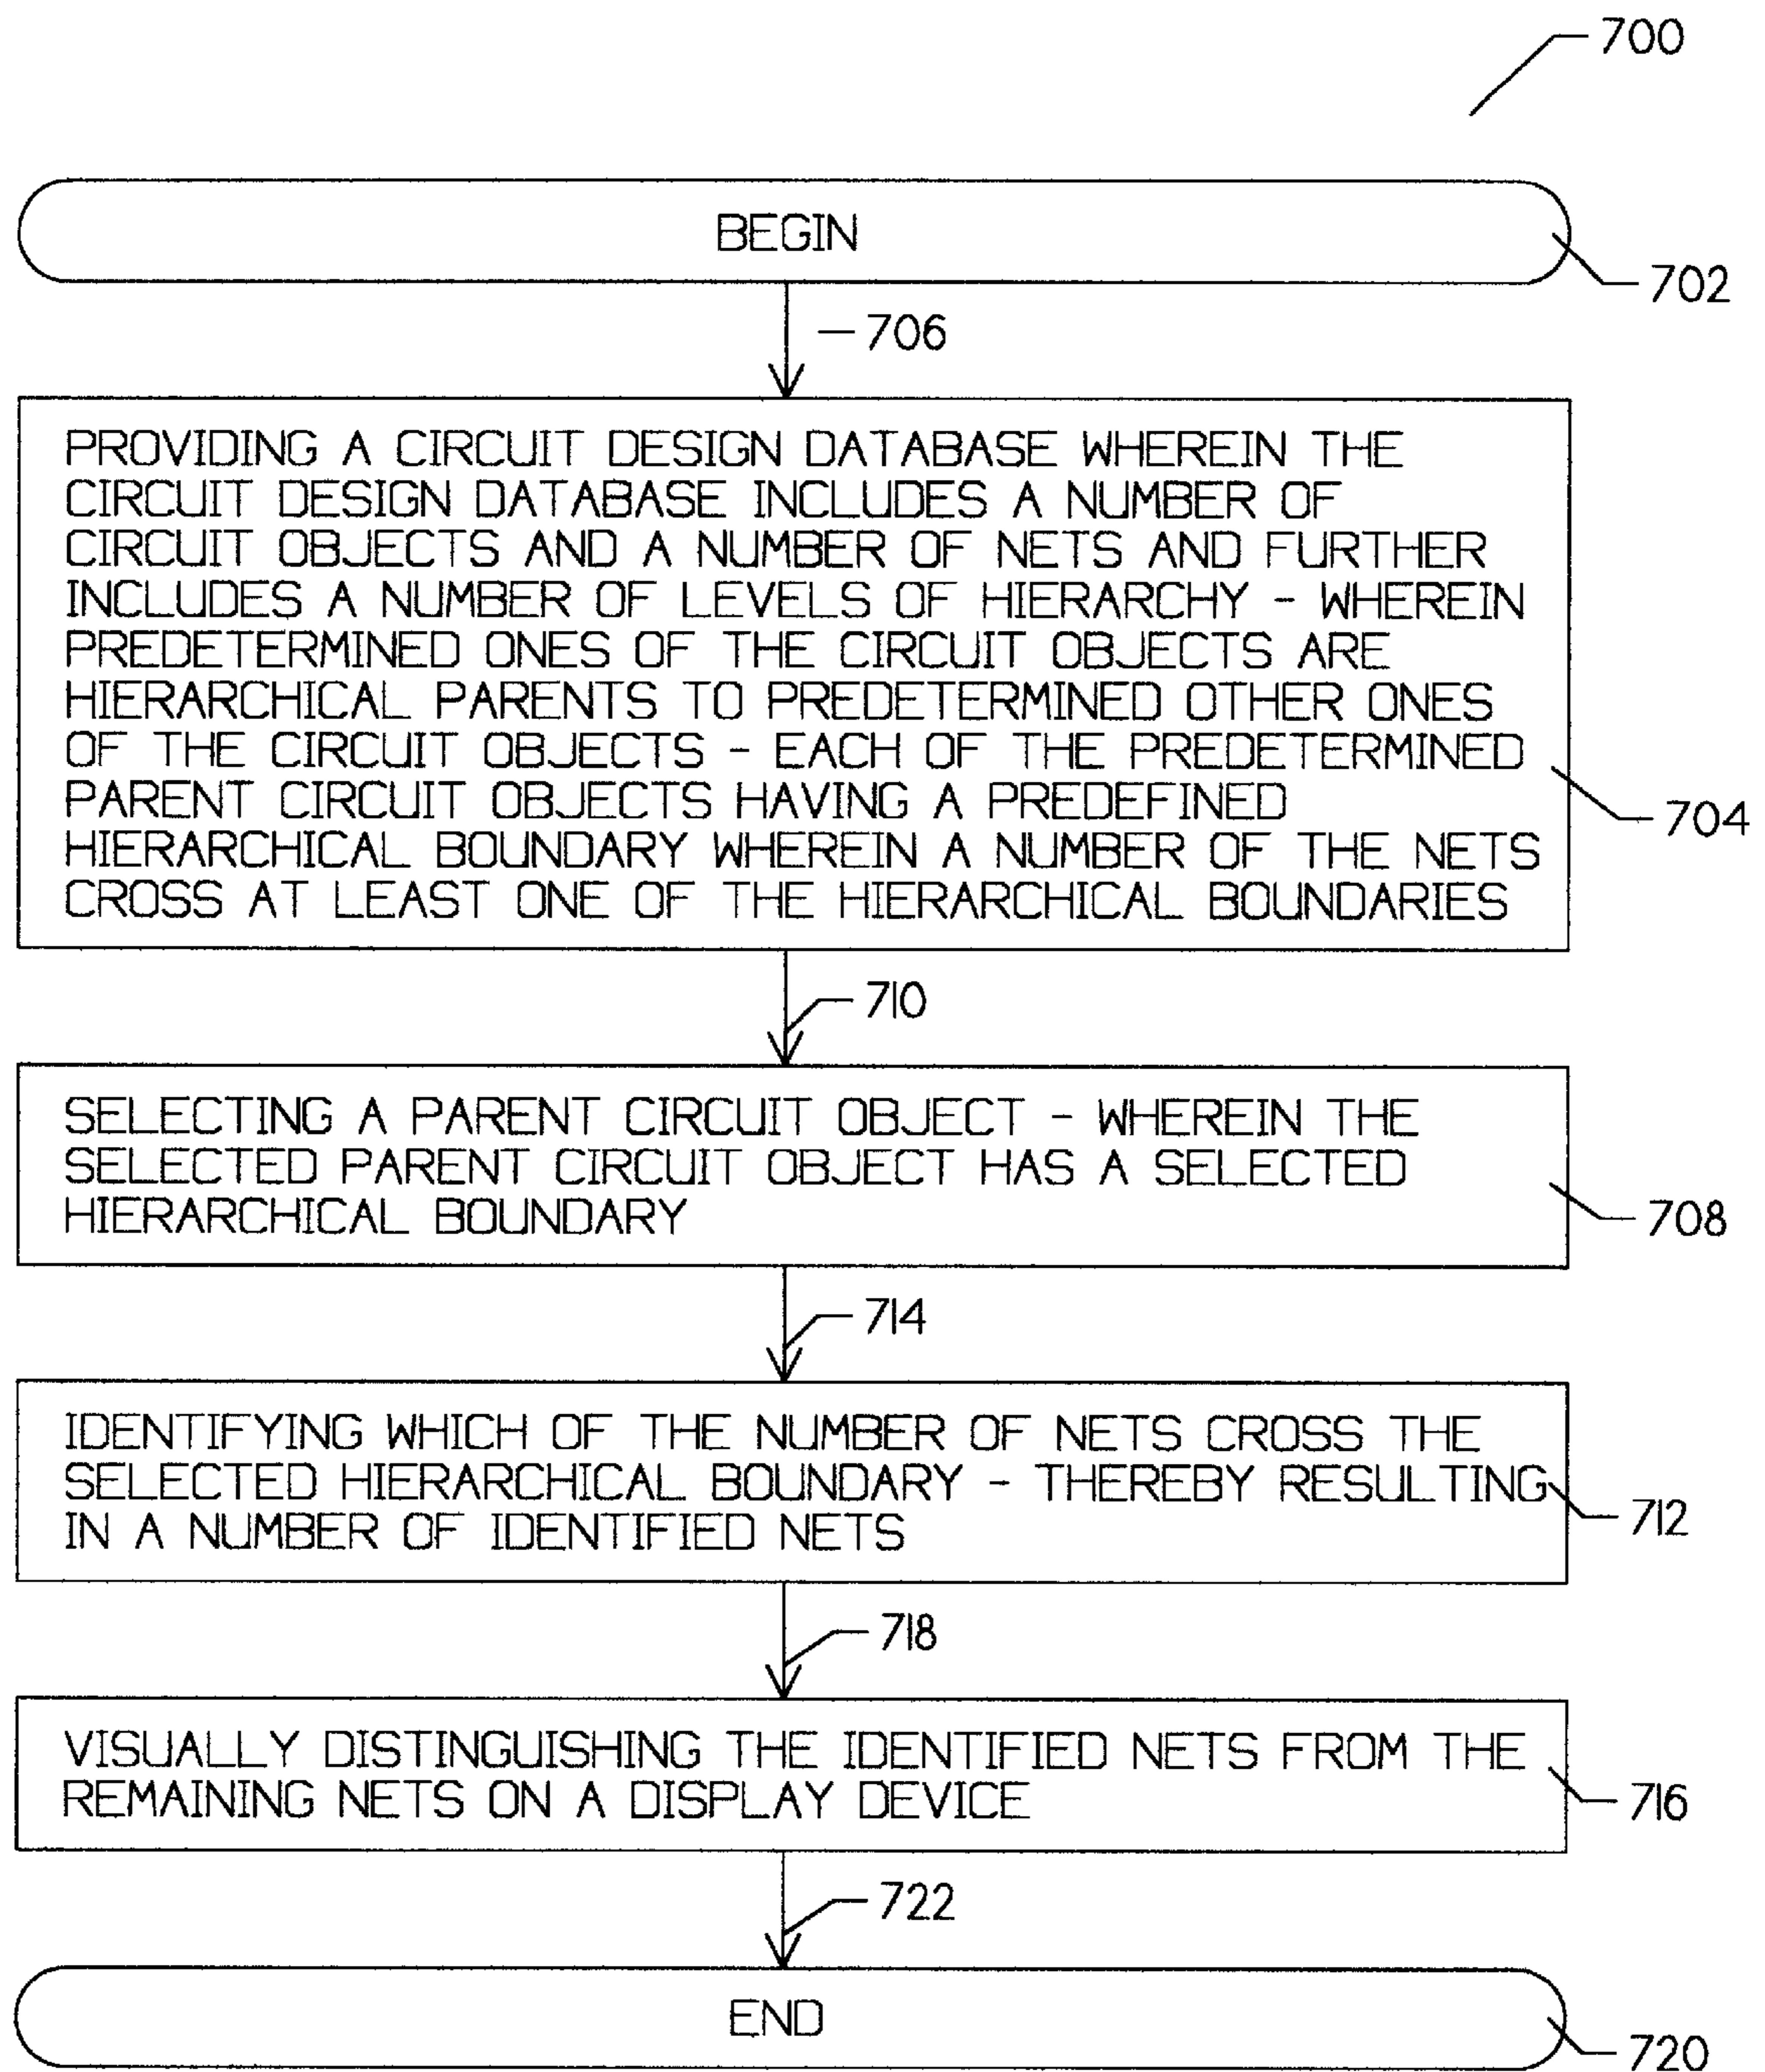 700
BEGIN
702
706
PROVIDING A CIRCUIT DESIGN DATABASE WHEREIN THE
CIRCUIT DESIGN DATABASE INCLUDES A NUMBER OF
CIRCUIT OBJECTS AND A NUMBER OF NETS AND FURTHER
INCLUDES A NUMBER OF LEVELS OF HIERARCHY - WHEREIN
PREDETERMINED ONES OF THE CIRCUIT OBJECTS ARE
HIERARCHICAL PARENTS TO PREDETERMINED OTHER ONES
OF THE CIRCUIT OBJECTS - EACH OF THE PREDETERMINED
PARENT CIRCUIT OBJECTS HAVING A PREDEFINED
HIERARCHICAL BOUNDARY WHEREIN A NUMBER OF THE NETS
CROSS AT LEAST ONE OF THE HIERARCHICAL BOUNDARIES
704
710
SELECTING A PARENT CIRCUIT OBJECT - WHEREIN THE
SELECTED PARENT CIRCUIT OBJECT HAS A SELECTED
HIERARCHICAL BOUNDARY
708
714
IDENTIFYING WHICH OF THE NUMBER OF NETS CROSS THE
SELECTED HIERARCHICAL BOUNDARY - THEREBY RESULTING
IN A NUMBER OF IDENTIFIED NETS
712
718
VISUALLY DISTINGUISHING THE IDENTIFIED NETS FROM THE
REMAINING NETS ON A DISPLAY DEVICE
716
722
END
720